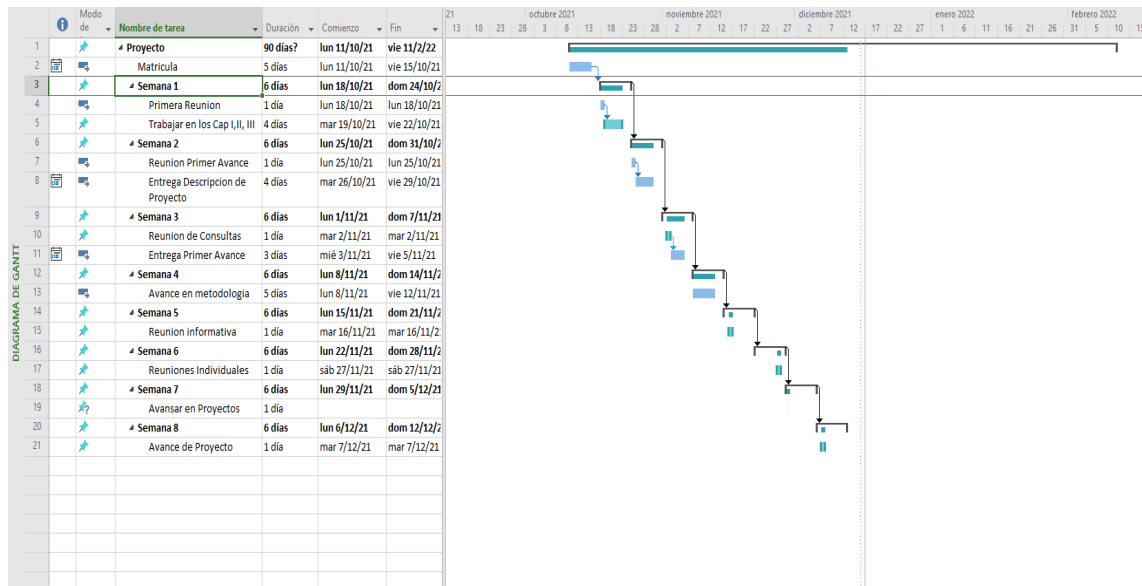 Modo de
Nombre de tarea Duración Comienzo Fin
21 octubre 2021 noviembre 2021 diciembre 2021 enero 2022 febrero 2022
13 18 23 28 3 8 13 18 23 28 2 7 12 17 22 27 2 7 12 17 22 27 1 6 11 16 21 26 31 5 10 15
1 Proyecto 90 días? lun 11/10/21 vie 11/2/22
2 Matricula 5 días lun 11/10/21 vie 15/10/21
3 Semana 1 6 días lun 18/10/21 dom 24/10/2
4 Primera Reunion 1 día lun 18/10/21 lun 18/10/21
5 Trabajar en los Cap I,II, III 4 días mar 19/10/21 vie 22/10/21
6 Semana 2 6 días lun 25/10/21 dom 31/10/2
7 Reunion Primer Avance 1 día lun 25/10/21 lun 25/10/21
8 Entrega Descripcion de 4 días mar 26/10/21 vie 29/10/21
Proyecto
9 Semana 3 6 días lun 1/11/21 dom 7/11/21
10 Reunion de Consultas 1 día mar 2/11/21 mar 2/11/21
11 Entrega Primer Avance 3 días mié 3/11/21 vie 5/11/21
12 Semana 4 6 días lun 8/11/21 dom 14/11/2
13 Avance en metodologia 5 días lun 8/11/21 vie 12/11/21
14 Semana 5 6 días lun 15/11/21 dom 21/11/2
15 Reunion informativa 1 día mar 16/11/21 mar 16/11/2
16 Semana 6 6 días lun 22/11/21 dom 28/11/2
17 Reuniones Individuales 1 día sáb 27/11/21 sáb 27/11/21
18 Semana 7 6 días lun 29/11/21 dom 5/12/21
19 Avansar en Proyectos 1 día
20 Semana 8 6 días lun 6/12/21 dom 12/12/2
21 Avance de Proyecto 1 día mar 7/12/21 mar 7/12/21
DIAGRAMA DE GANTT